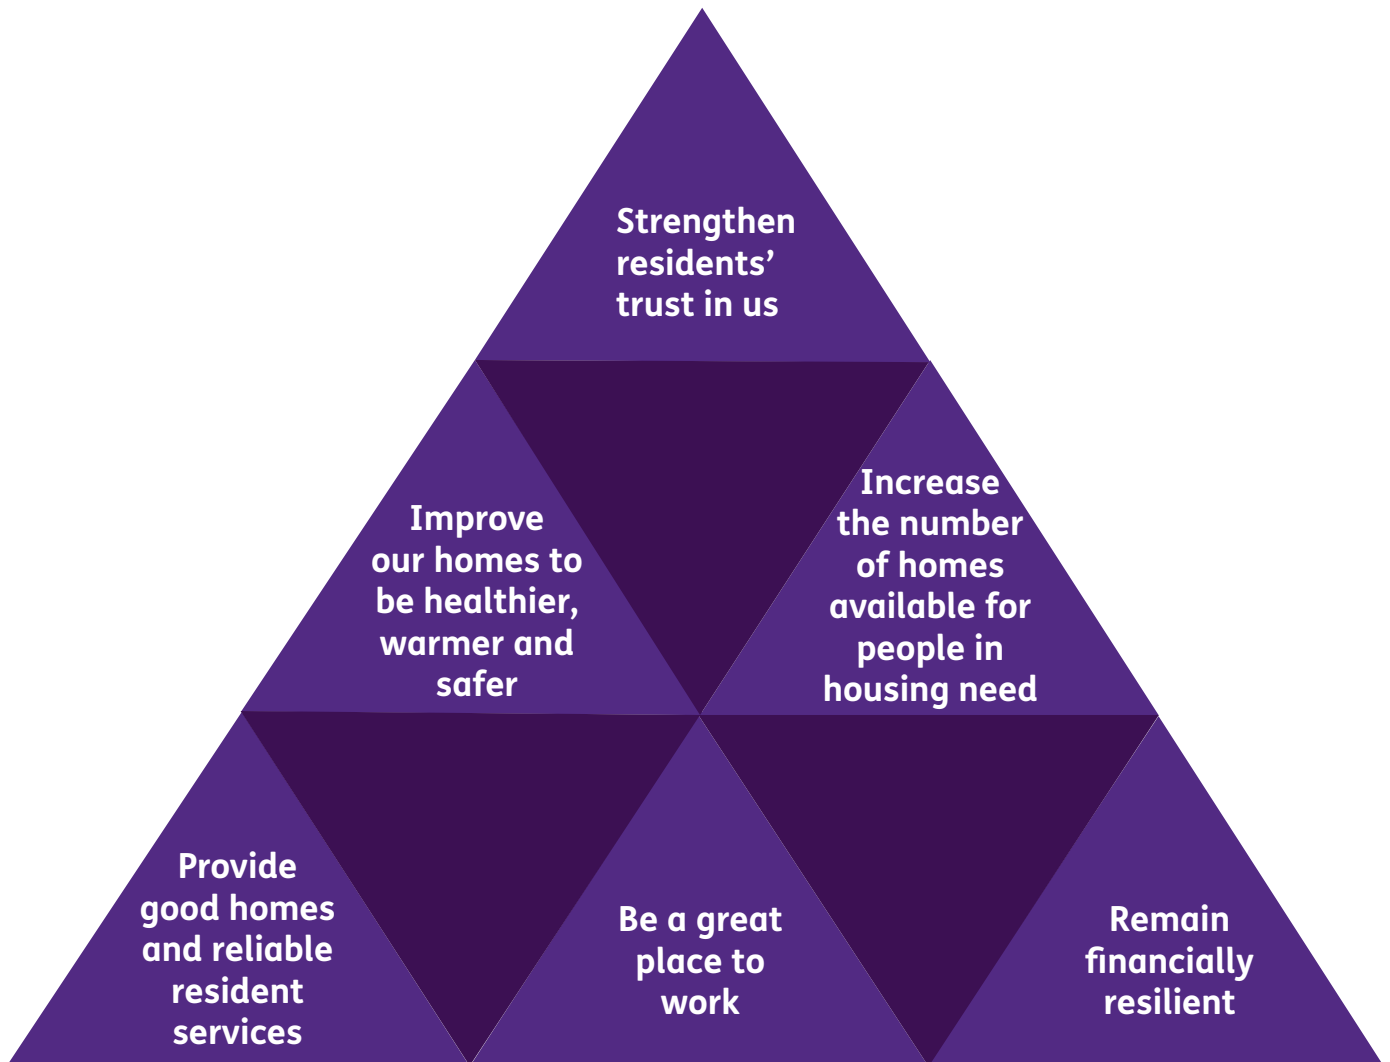 Strengthen
residents’
trust in us
Improve
our homes to
be healthier,
warmer and
safer
Increase
the number
of homes
available for
people in
housing need
Provide
good homes
and reliable
resident
services
Be a great
place to
work
Remain
financially
resilient